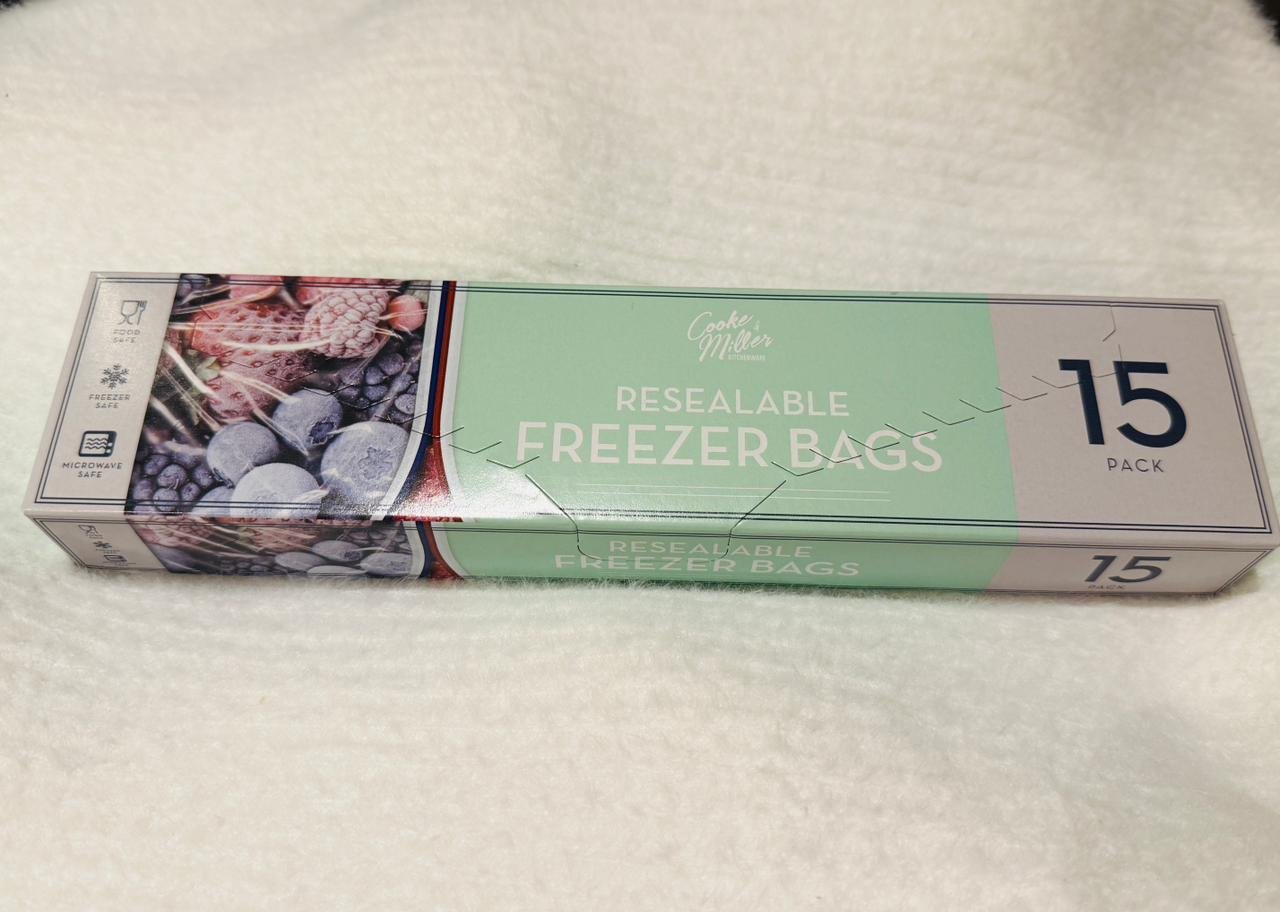 FOOD
SAFE
FREEZER
SAFE
MICROWAVE
SAFE
Cooke &
Miller
KITCHENWARE
RESEALABLE
FREEZER BAGS
15
PACK
RESEALABLE
FREEZER BAGS
15
PACK